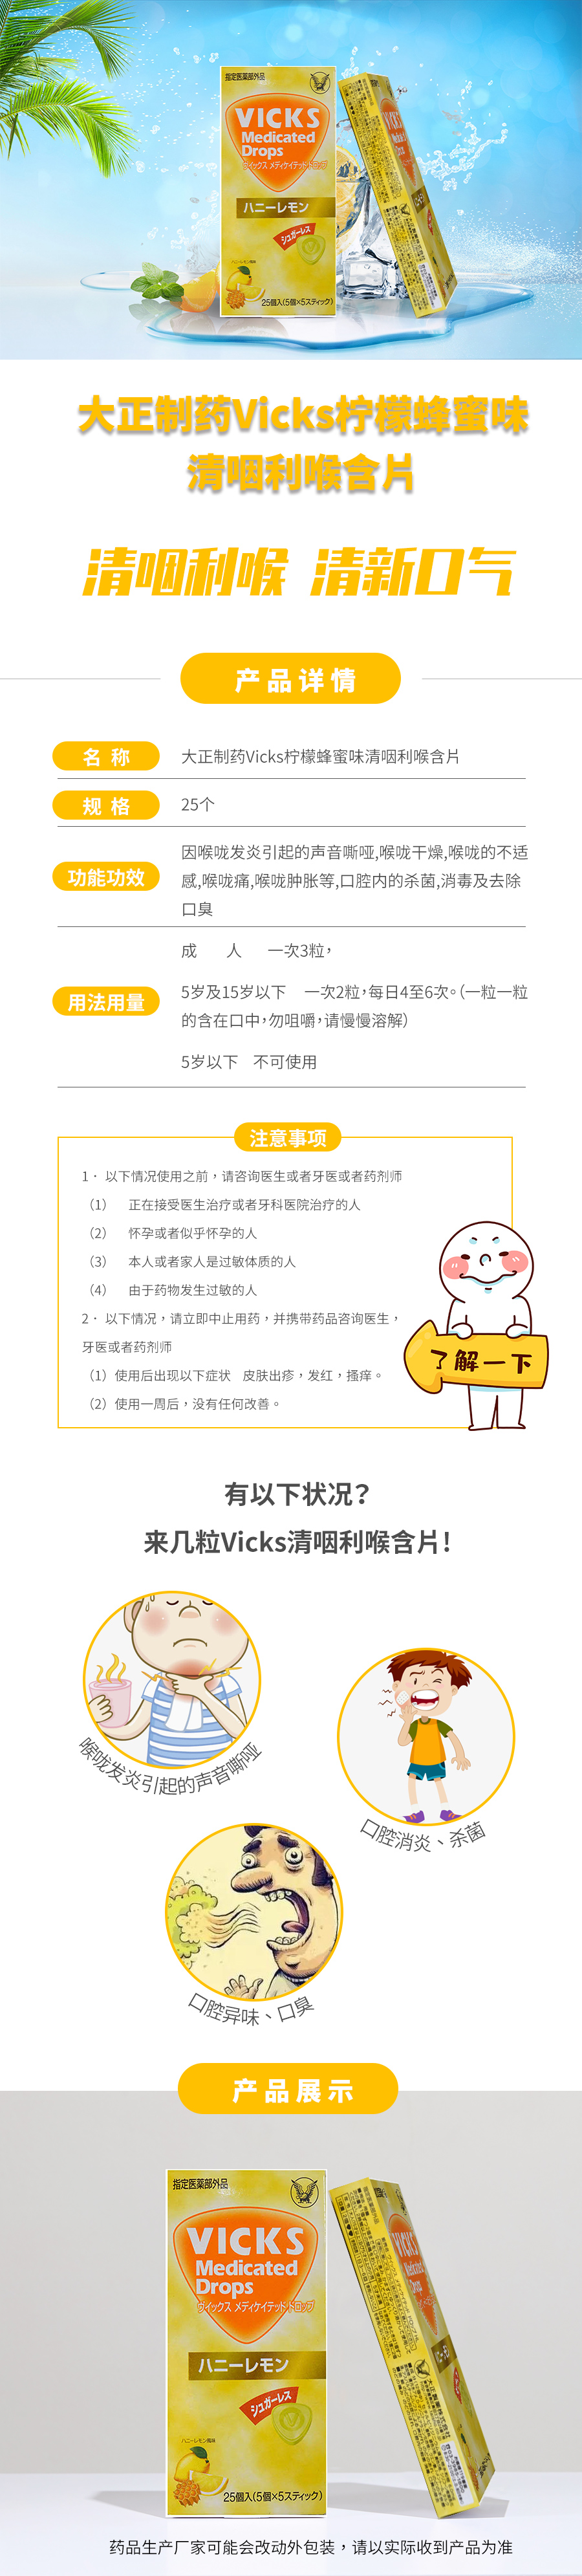 指定医薬部外品
VICKS
Medicated
Drops
ヴイックス メディケイテッド ドロップ
ハニーレモン
シュガーレス
ハニーレモン風味
25個入(5個×5スティック)
大正制药Vicks柠檬蜂蜜味
清咽利喉含片
清咽利喉 清新口气
产品详情
名 称
大正制药Vicks柠檬蜂蜜味清咽利喉含片
规 格
25个
功能功效
因喉咙发炎引起的声音嘶哑,喉咙干燥,喉咙的不适
感,喉咙痛,喉咙肿胀等,口腔内的杀菌,消毒及去除
口臭
用法用量
成 人 一次3粒，
5岁及15岁以下 一次2粒，每日4至6次。（一粒一粒
的含在口中，勿咀嚼，请慢慢溶解）
5岁以下 不可使用
注意事项
1． 以下情况使用之前，请咨询医生或者牙医或者药剂师
（1） 正在接受医生治疗或者牙科医院治疗的人
（2） 怀孕或者似乎怀孕的人
（3） 本人或者家人是过敏体质的人
（4） 由于药物发生过敏的人
2． 以下情况，请立即中止用药，并携带药品咨询医生，
牙医或者药剂师
（1）使用后出现以下症状 皮肤出疹，发红，搔痒。
（2）使用一周后，没有任何改善。
了解一下
有以下状况？
来几粒Vicks清咽利喉含片！
喉咙发炎引起的声音嘶哑
口腔消炎、杀菌
口腔异味、口臭
产品展示
指定医薬部外品
VICKS
Medicated
Drops
ヴイックス メディケイテッド ドロップ
ハニーレモン
シュガーレス
ハニーレモン風味
25個入(5個×5スティック)
药品生产厂家可能会改动外包装，请以实际收到产品为准